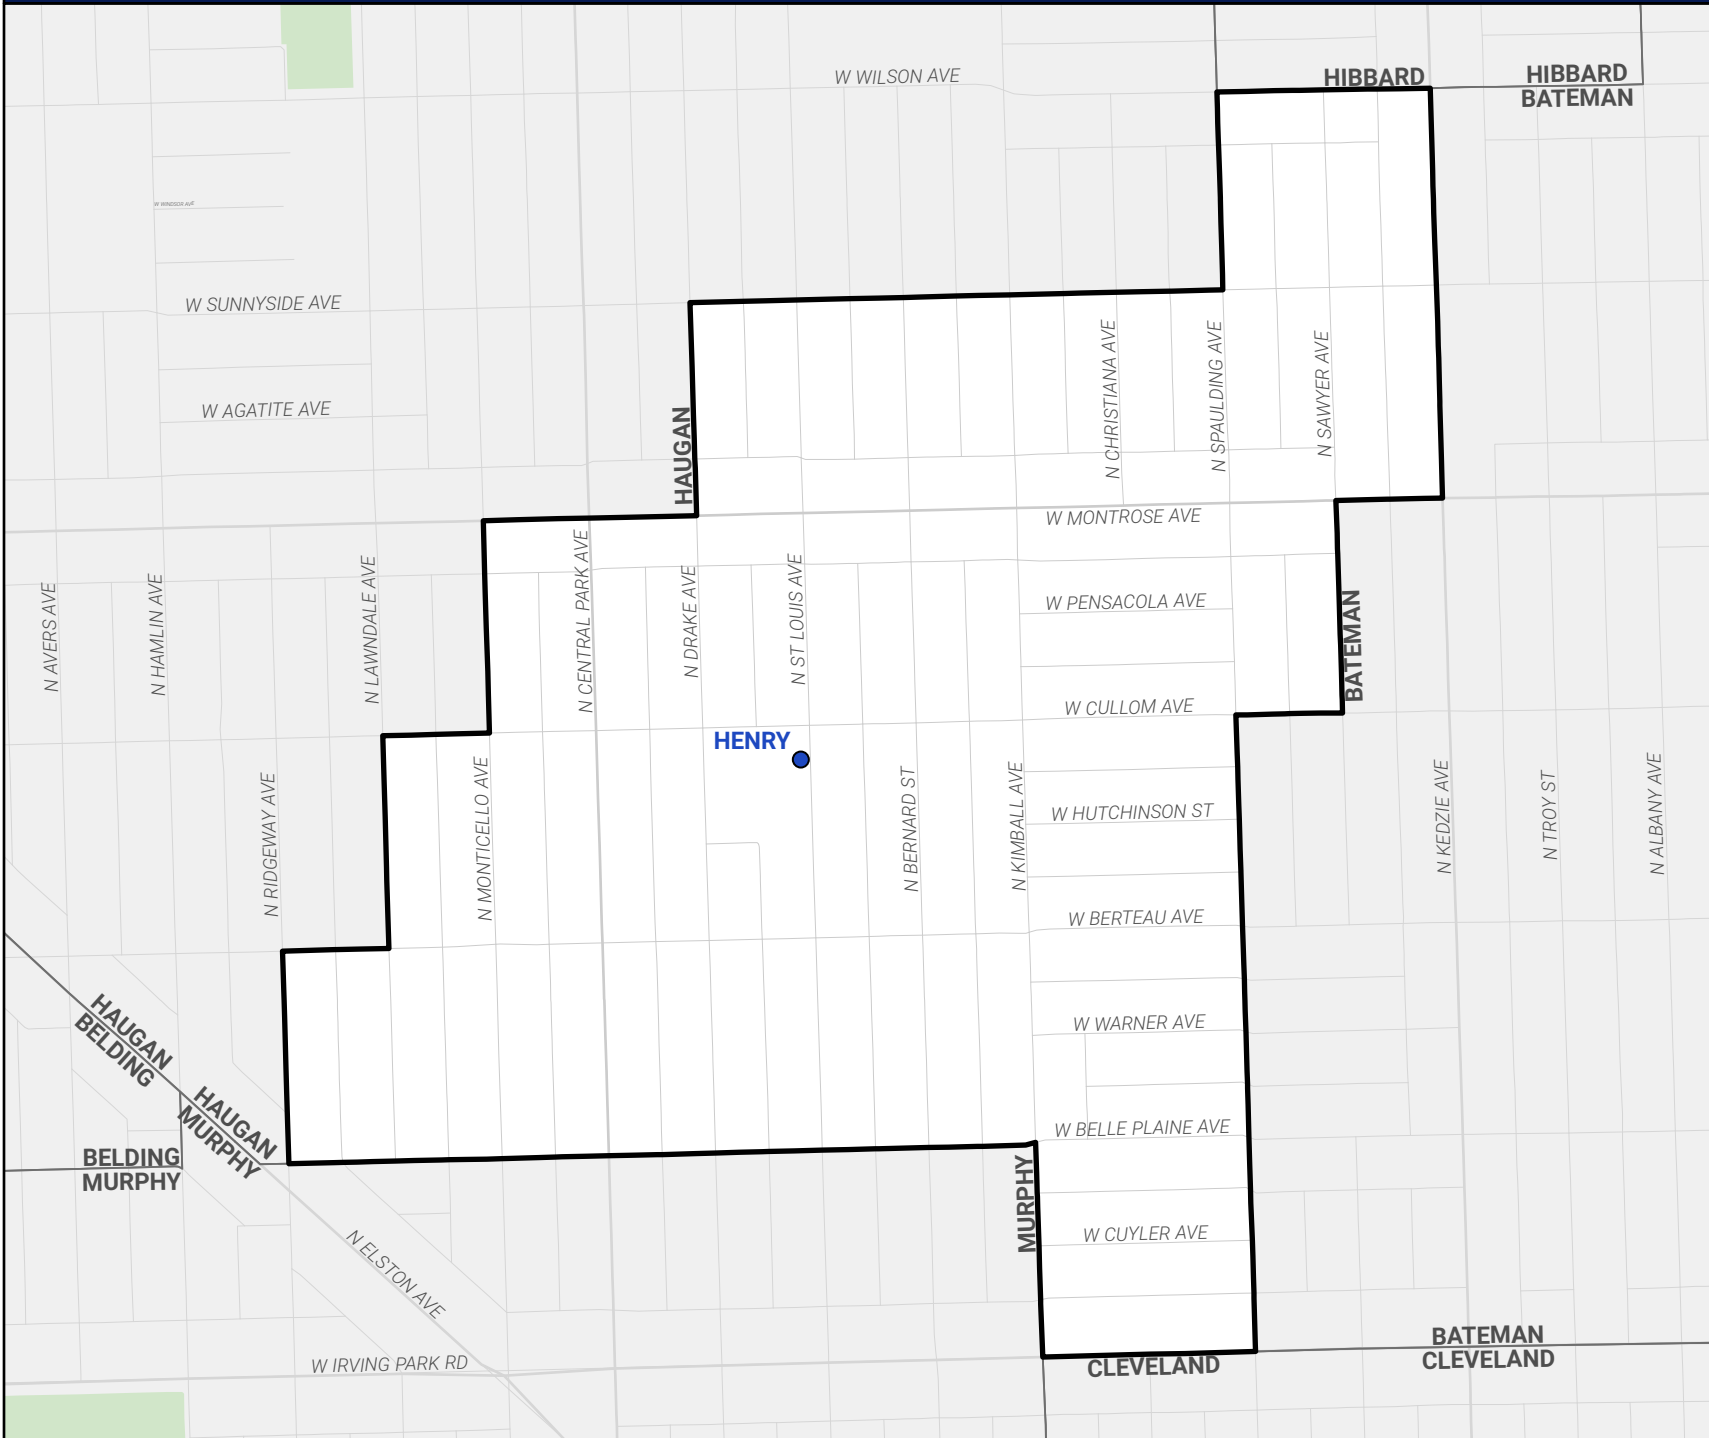 W WILSON AVE
HIBBARD
HIBBARD
BATEMAN
W WINDSOR AVE
W SUNNYSIDE AVE
W AGATITE AVE
HAUGAN
N CHRISTIANA AVE
N SPAULDING AVE
N SAWYER AVE
W MONTROSE AVE
N AVERS AVE
N HAMLIN AVE
N LAWNDALE AVE
N CENTRAL PARK AVE
N DRAKE AVE
N ST LOUIS AVE
W PENSACOLA AVE
BATEMAN
W CULLOM AVE
HENRY
N RIDGEWAY AVE
N MONTICELLO AVE
N BERNARD ST
N KIMBALL AVE
W HUTCHINSON ST
N KEDZIE AVE
N TROY ST
N ALBANY AVE
W BERTEAU AVE
HAUGAN
BELDING
W WARNER AVE
HAUGAN
MURPHY
W BELLE PLAINE AVE
BELDING
MURPHY
MURPHY
W CUYLER AVE
N ELSTON AVE
W IRVING PARK RD
CLEVELAND
BATEMAN
CLEVELAND